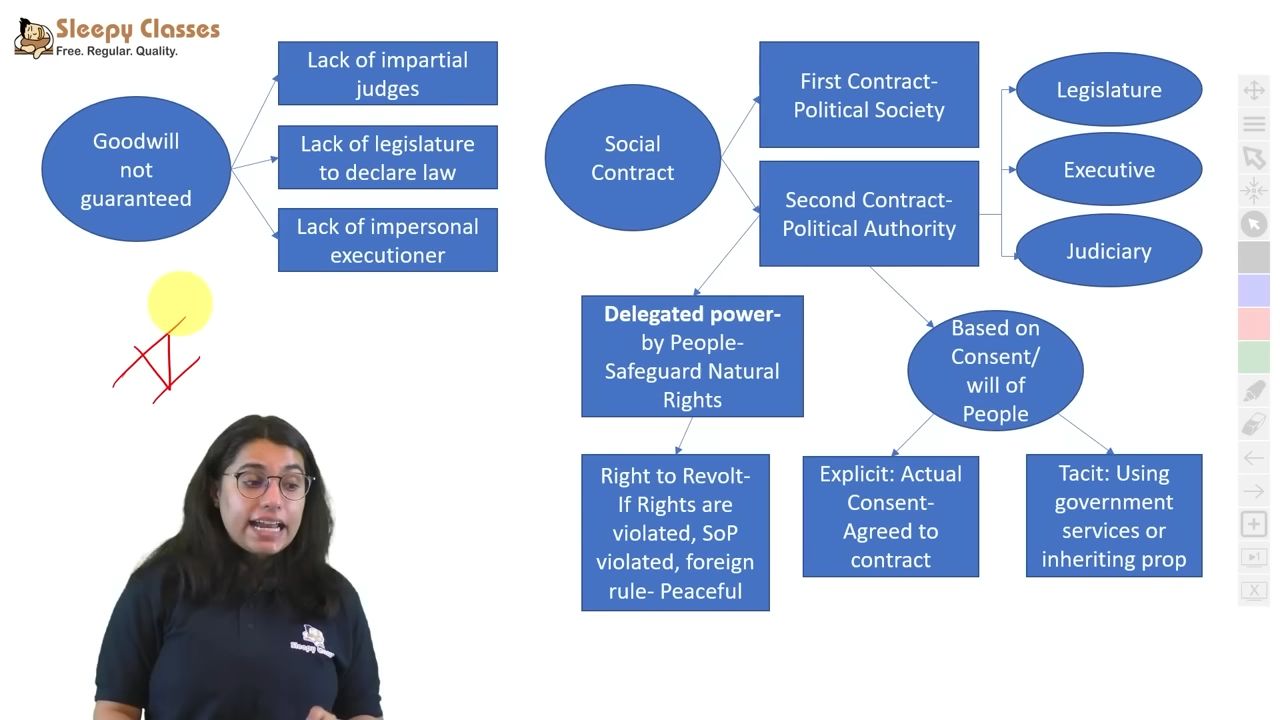 Sleepy Classes
Free. Regular. Quality.
Goodwill
not
guaranteed
Lack of impartial
judges
Lack of legislature
to declare law
Lack of impersonal
executioner
Social
Contract
First Contract-
Political Society
Second Contract-
Political Authority
Legislature
Executive
Judiciary
Delegated power-
by People-
Safeguard Natural
Rights
Based on
Consent/
will of
People
Right to Revolt-
If Rights are
violated, SoP
violated, foreign
rule- Peaceful
Explicit: Actual
Consent-
Agreed to
contract
Tacit: Using
government
services or
inheriting prop